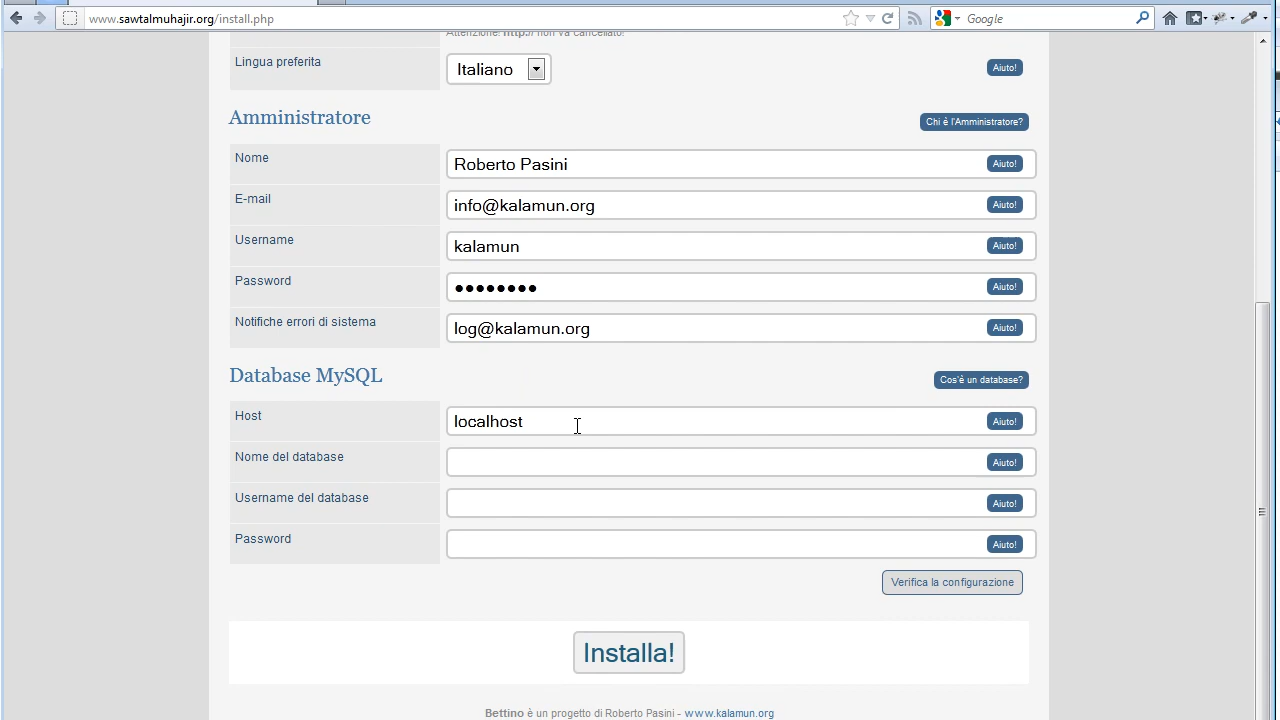 www.sawtalmuhajir.org/install.php
Google
Attenzione! http:// non va cancellato!
Lingua preferita
Italiano
Aiuto!
Amministratore
Chi è l'Amministratore?
Nome
Roberto Pasini
Aiuto!
E-mail
info@kalamun.org
Aiuto!
Username
kalamun
Aiuto!
Password
●●●●●●●●
Aiuto!
Notifiche errori di sistema
log@kalamun.org
Aiuto!
Database MySQL
Cos'è un database?
Host
localhost
Aiuto!
Nome del database
Aiuto!
Username del database
Aiuto!
Password
Aiuto!
Verifica la configurazione
Installa!
Bettino è un progetto di Roberto Pasini - www.kalamun.org